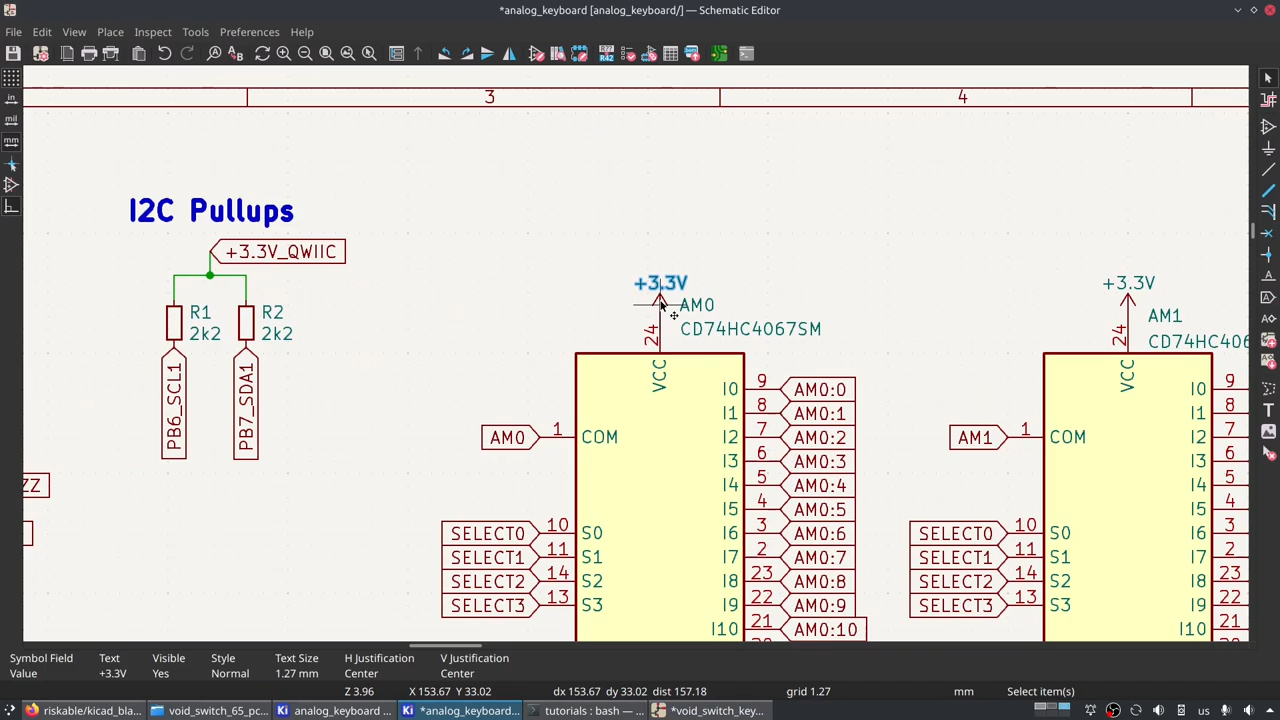 *analog_keyboard [analog_keyboard/] — Schematic Editor
File Edit View Place Inspect Tools Preferences Help
in
mil
mm
3
4
I2C Pullups
+3.3V_QWIIC
R1
2k2
R2
2k2
PB6_SCL1
PB7_SDA1
ZZ
+3.3V
AM0
CD74HC4067SM
24
VCC
AM0 1 COM
SELECT0 10 S0
SELECT1 11 S1
SELECT2 14 S2
SELECT3 13 S3
I0 9 AM0:0
I1 8 AM0:1
I2 7 AM0:2
I3 6 AM0:3
I4 5 AM0:4
I5 4 AM0:5
I6 3 AM0:6
I7 2 AM0:7
I8 23 AM0:8
I9 22 AM0:9
I10 21 AM0:10
+3.3V
AM1
CD74HC406
24
VCC
AM1 1 COM
SELECT0 10 S0
SELECT1 11 S1
SELECT2 14 S2
SELECT3 13 S3
I0 9
I1 8
I2 7
I3 6
I4 5
I5 4
I6 3
I7 2
I8 23
I9 22
I10 21
Symbol Field Text Visible Style Text Size H Justification V Justification
Value +3.3V Yes Normal 1.27 mm Center Center
Z 3.96 X 153.67 Y 33.02 dx 153.67 dy 33.02 dist 157.18 grid 1.27 mm Select item(s)
riskable/kicad_bla... void_switch_65_pc... analog_keyboard ... *analog_keyboard... tutorials : bash — ... *void_switch_key... us